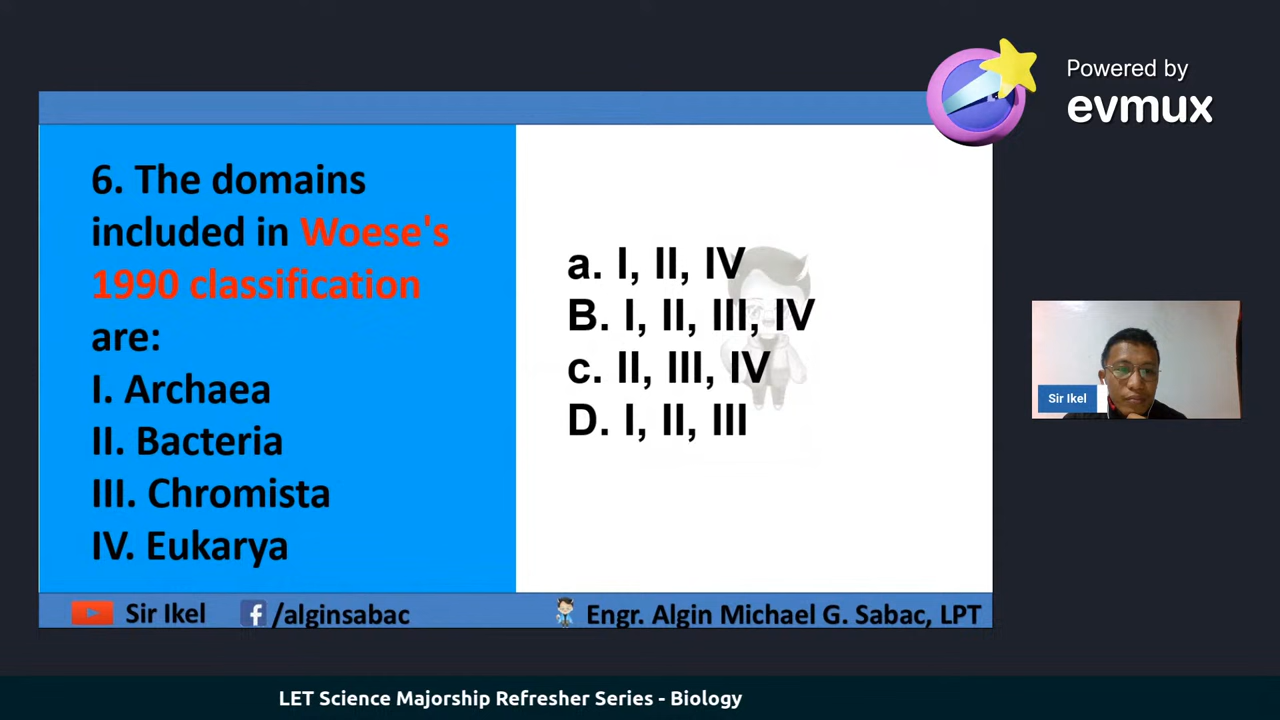 Powered by
evmux
6. The domains
included in Woese's
1990 classification
are:
I. Archaea
II. Bacteria
III. Chromista
IV. Eukarya
a. I, II, IV
B. I, II, III, IV
c. II, III, IV
D. I, II, III
Sir Ikel
Sir Ikel
/alginsabac
Engr. Algin Michael G. Sabac, LPT
LET Science Majorship Refresher Series - Biology